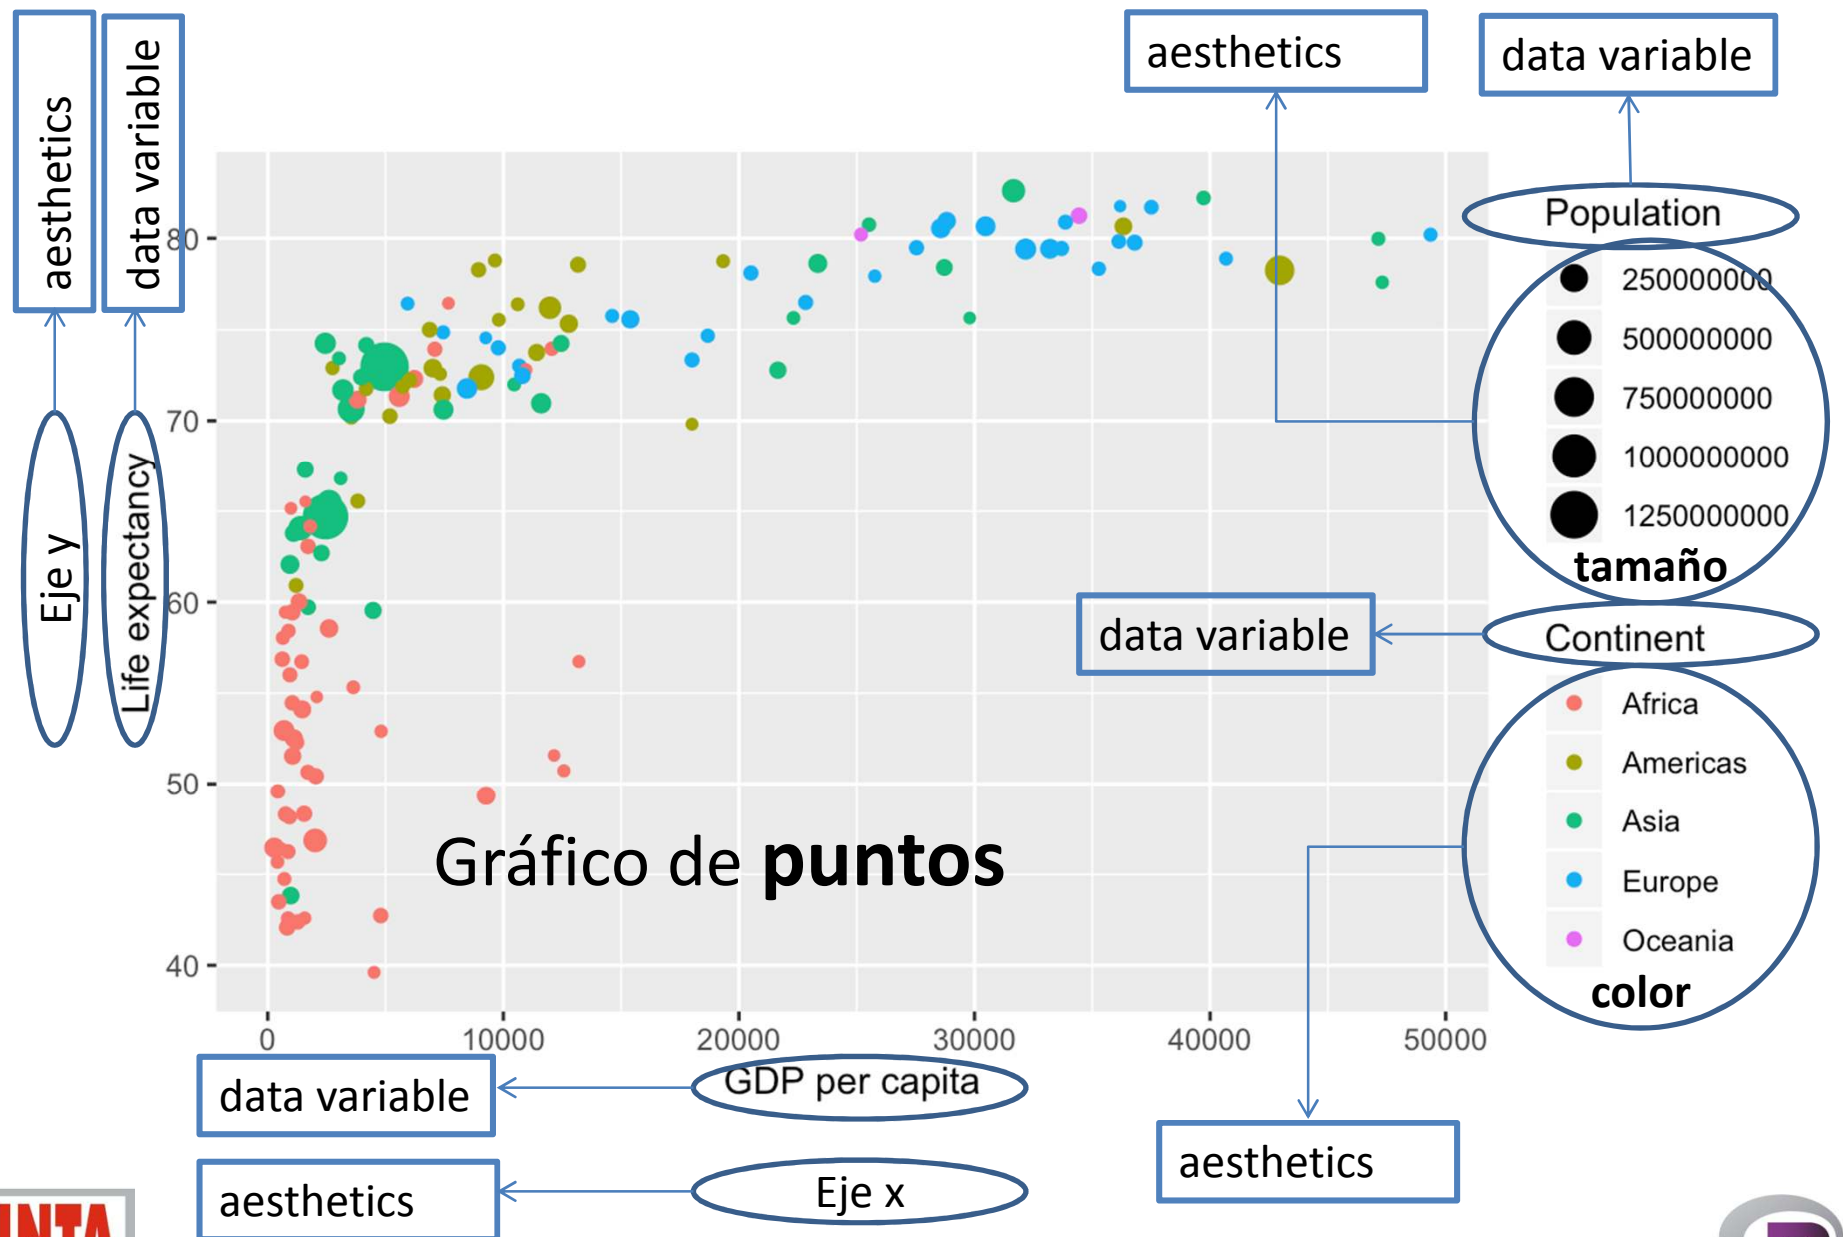 aesthetics
data variable
aesthetics
data variable
Population
250000000
500000000
750000000
1000000000
1250000000
tamaño
data variable
Continent
Africa
Americas
Asia
Europe
Oceania
color
aesthetics
Eje y
Life expectancy
80
70
60
50
40
Gráfico de puntos
0
10000
20000
30000
40000
50000
GDP per capita
data variable
Eje x
aesthetics